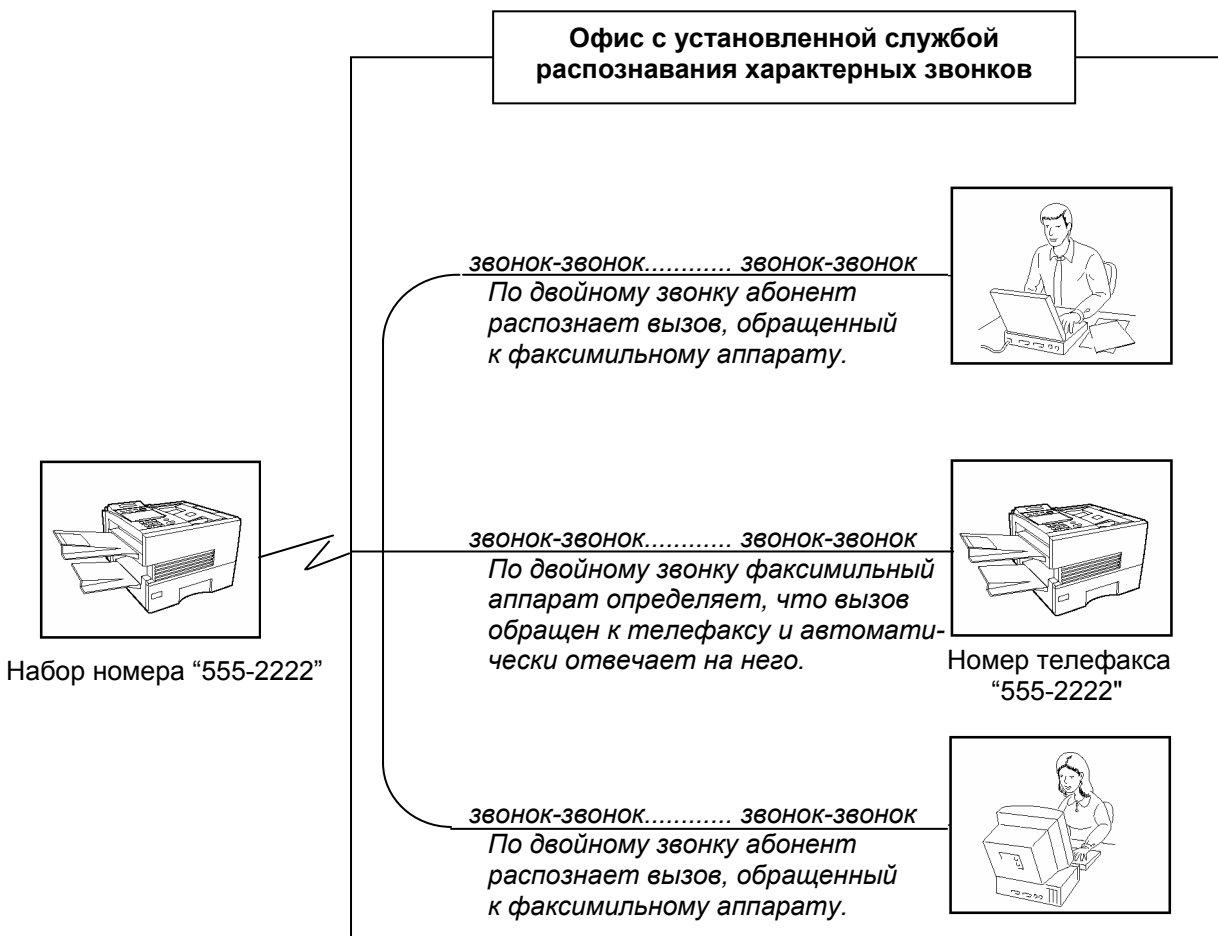 Офис с установленной службой
распознавания характерных звонков
звонок-звонок............ звонок-звонок
По двойному звонку абонент
распознает вызов, обращенный
к факсимильному аппарату.
звонок-звонок............ звонок-звонок
По двойному звонку факсимильный
аппарат определяет, что вызов
обращен к телефаксу и автомати-
чески отвечает на него.
Набор номера “555-2222”
Номер телефакса
“555-2222"
звонок-звонок............ звонок-звонок
По двойному звонку абонент
распознает вызов, обращенный
к факсимильному аппарату.